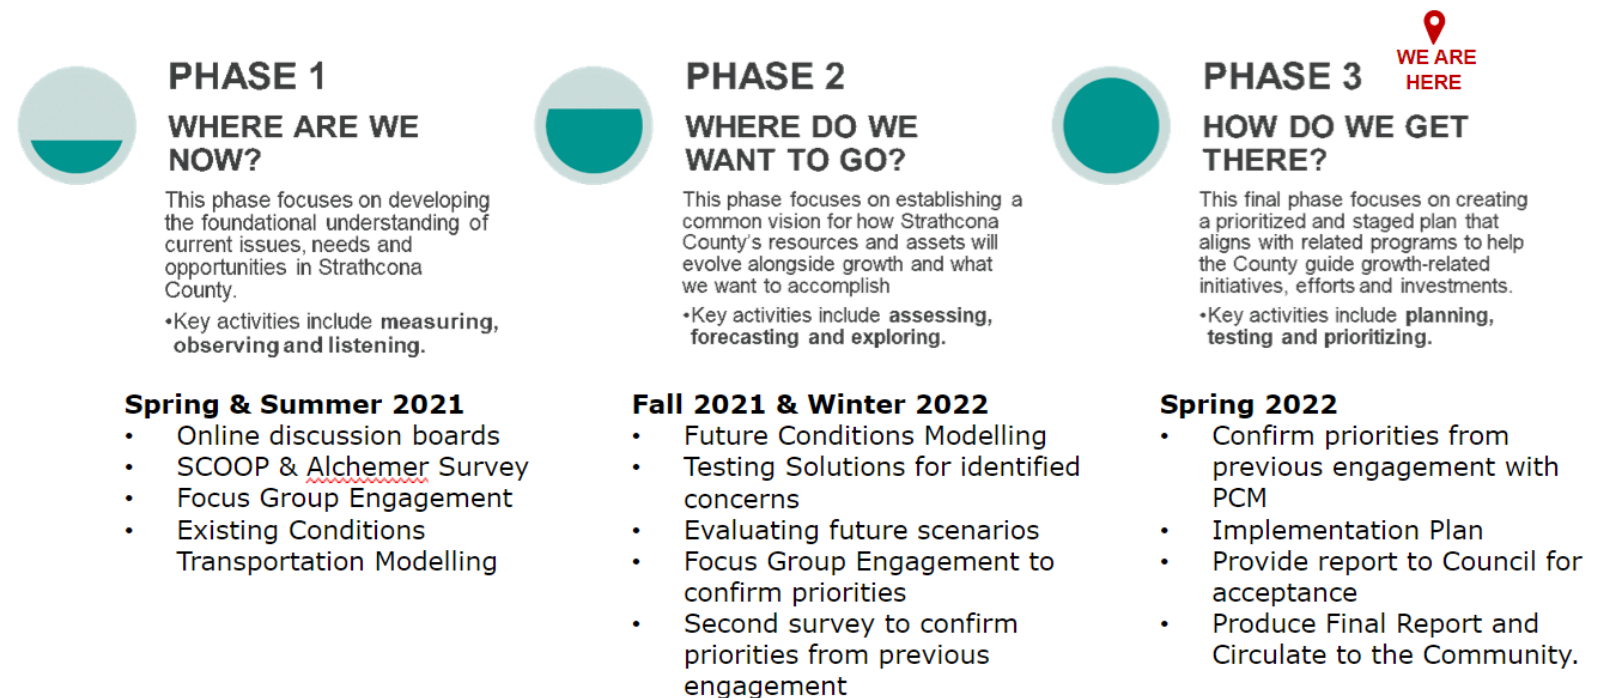 WE ARE
HERE
PHASE 1
WHERE ARE WE
NOW?
This phase focuses on developing
the foundational understanding of
current issues, needs and
opportunities in Strathcona
County.
•Key activities include measuring,
observing and listening.
Spring & Summer 2021
• Online discussion boards
• SCOOP & Alchemer Survey
• Focus Group Engagement
• Existing Conditions
Transportation Modelling
PHASE 2
WHERE DO WE
WANT TO GO?
This phase focuses on establishing a
common vision for how Strathcona
County's resources and assets will
evolve alongside growth and what
we want to accomplish
•Key activities include assessing,
forecasting and exploring.
Fall 2021 & Winter 2022
• Future Conditions Modelling
• Testing Solutions for identified
concerns
• Evaluating future scenarios
• Focus Group Engagement to
confirm priorities
• Second survey to confirm
priorities from previous
engagement
PHASE 3
HOW DO WE GET
THERE?
This final phase focuses on creating
a prioritized and staged plan that
aligns with related programs to help
the County guide growth-related
initiatives, efforts and investments.
•Key activities include planning,
testing and prioritizing.
Spring 2022
• Confirm priorities from
previous engagement with
PCM
• Implementation Plan
• Provide report to Council for
acceptance
• Produce Final Report and
Circulate to the Community.